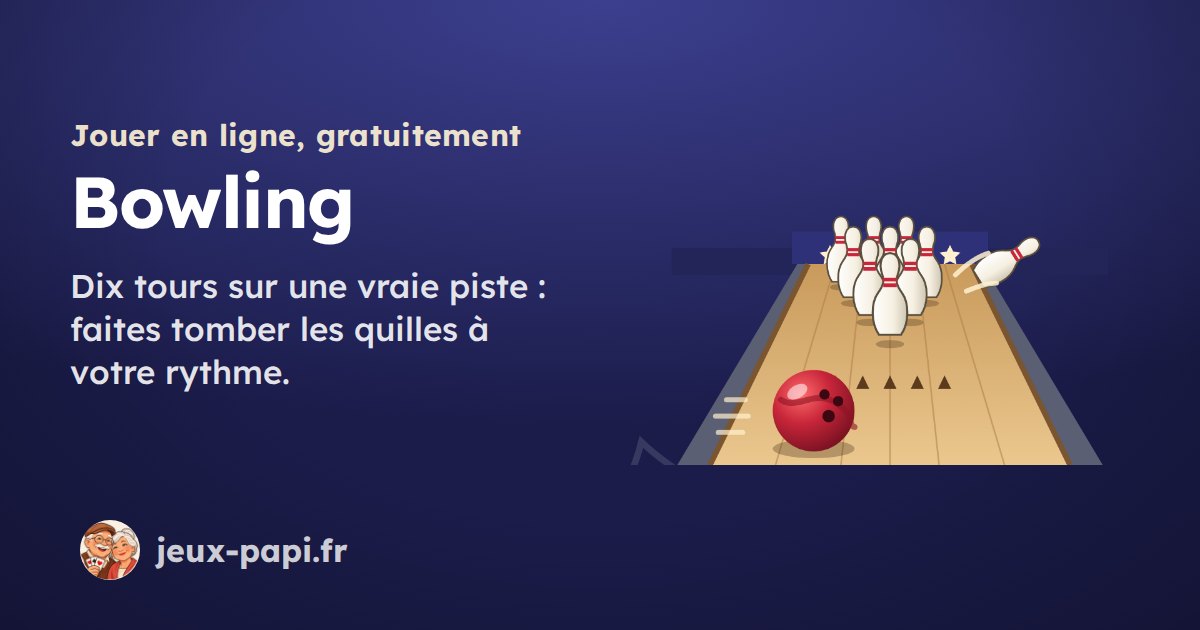 Jouer en ligne, gratuitement
Bowling
Dix tours sur une vraie piste :
faites tomber les quilles à
votre rythme.
jeux-papi.fr